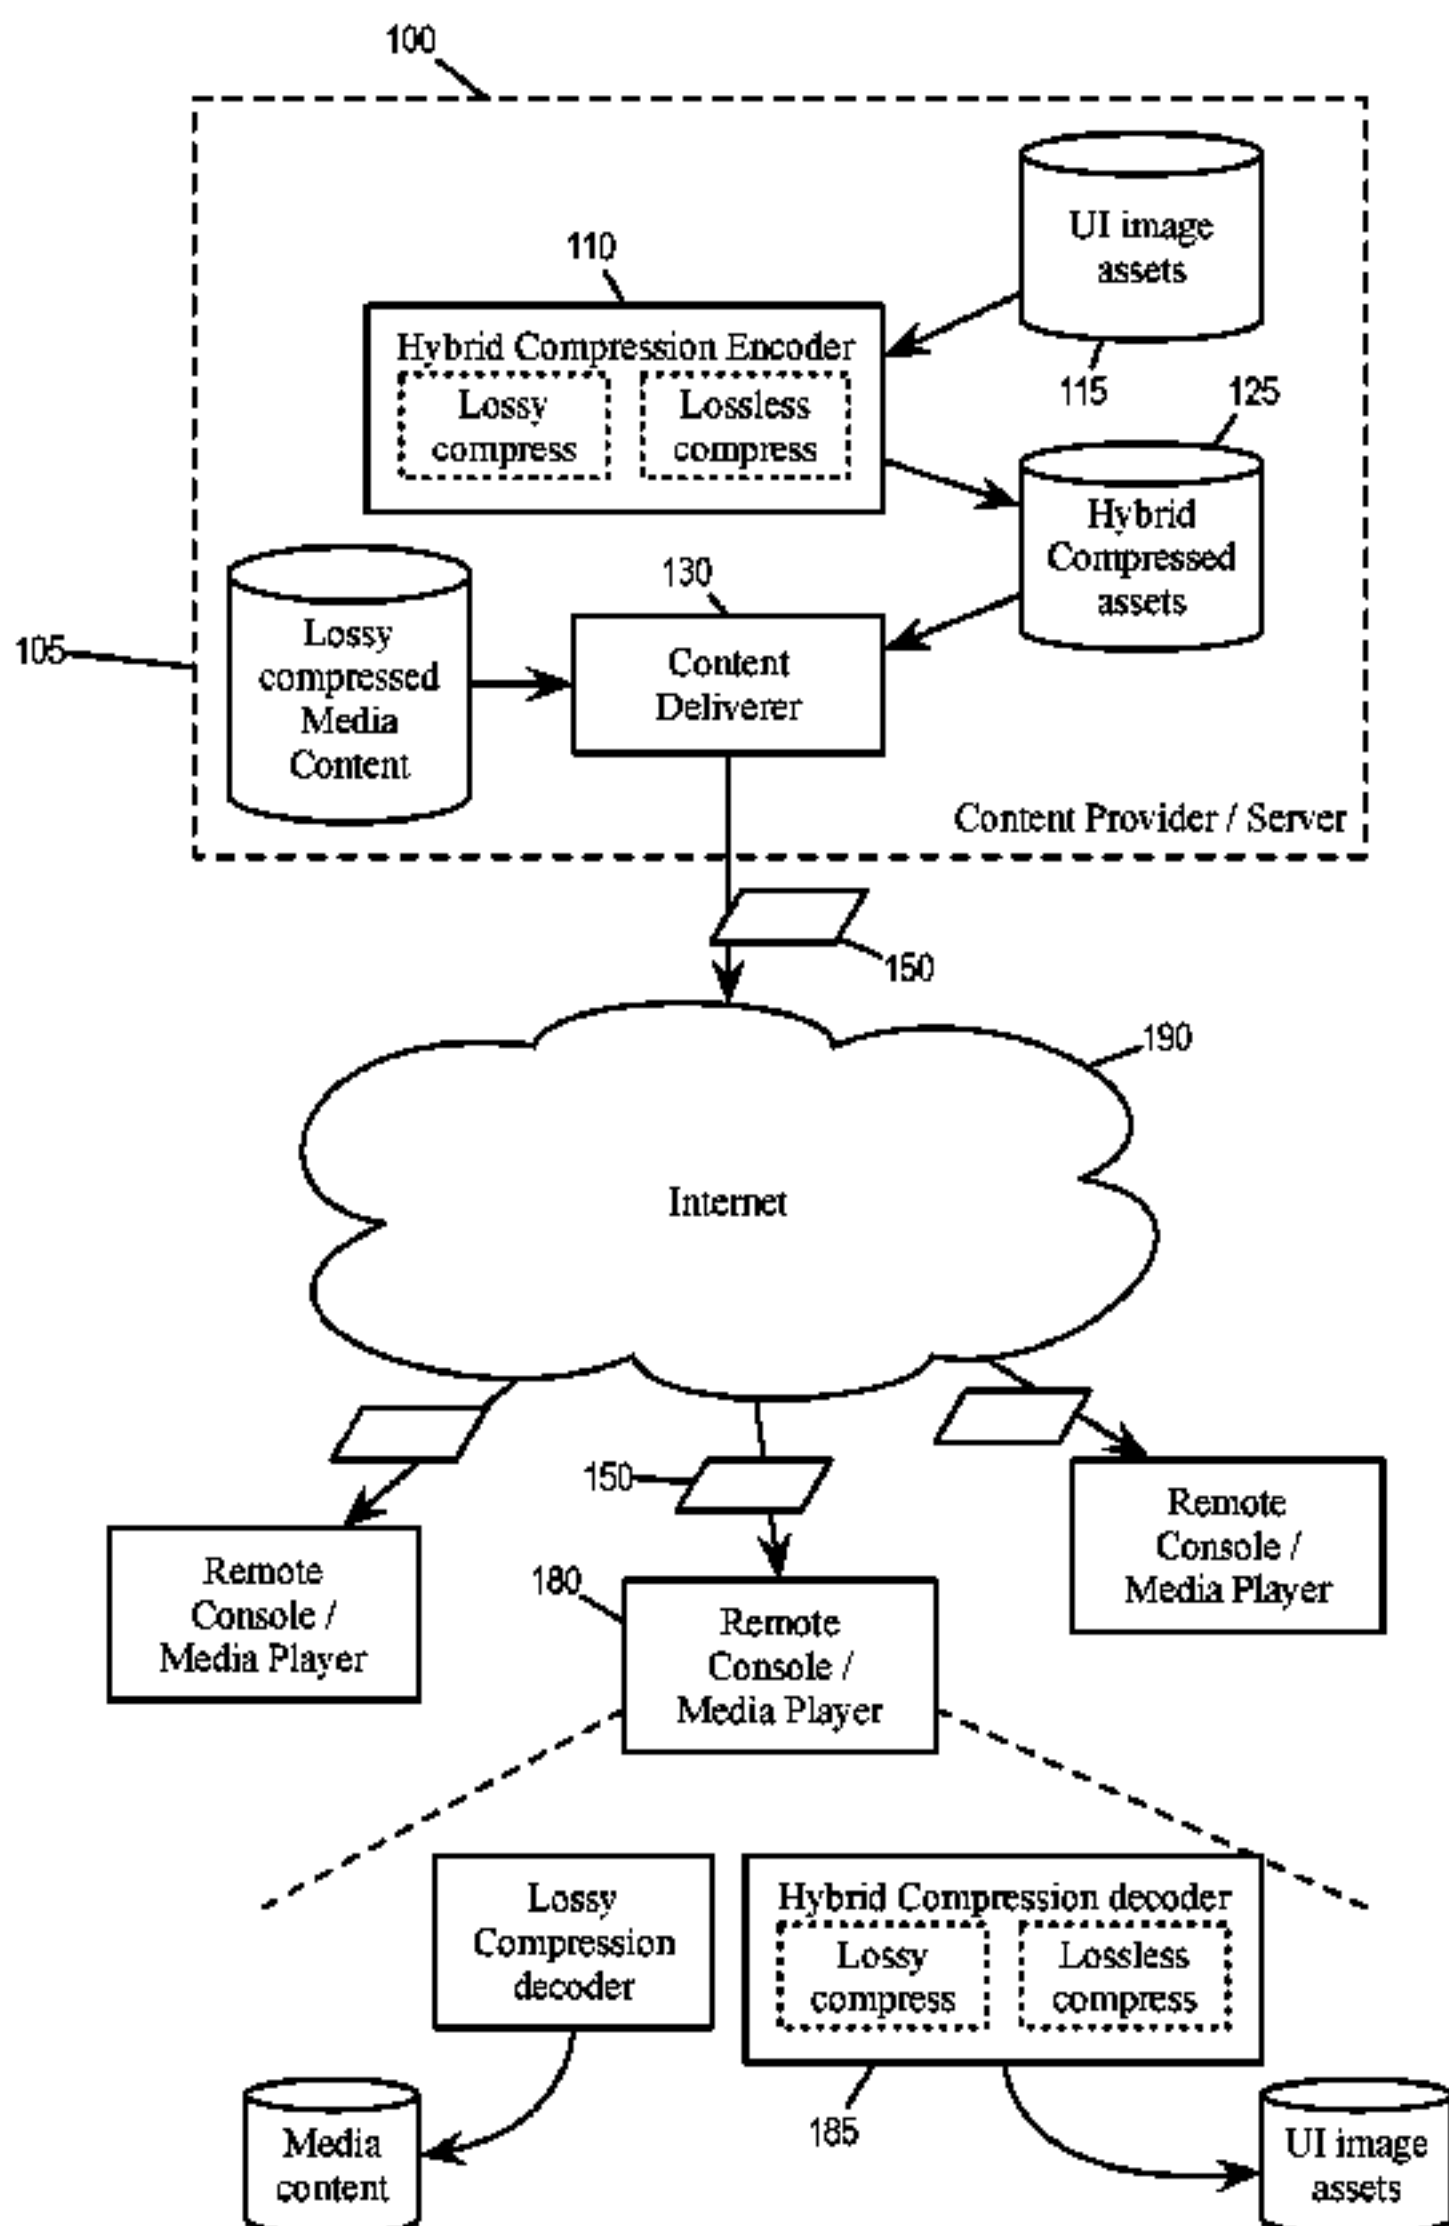 100
UI image
assets
115
110
Hybrid Compression Encoder
Lossy
compress
Lossless
compress
125
Hybrid
Compressed
assets
105
Lossy
compressed
Media
Content
130
Content
Deliverer
Content Provider / Server
150
190
Internet
Remote
Console /
Media Player
150
180
Remote
Console /
Media Player
Remote
Console /
Media Player
Lossy
Compression
decoder
Hybrid Compression decoder
Lossy
compress
Lossless
compress
185
Media
content
UI image
assets